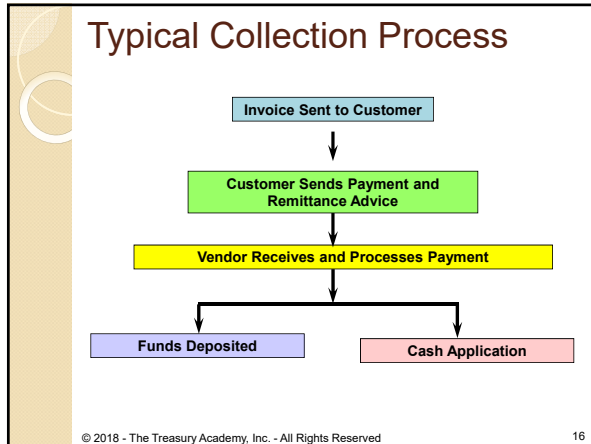 Typical Collection Process
Invoice Sent to Customer
Customer Sends Payment and
Remittance Advice
Vendor Receives and Processes Payment
Funds Deposited
Cash Application
© 2018 - The Treasury Academy, Inc. - All Rights Reserved
16